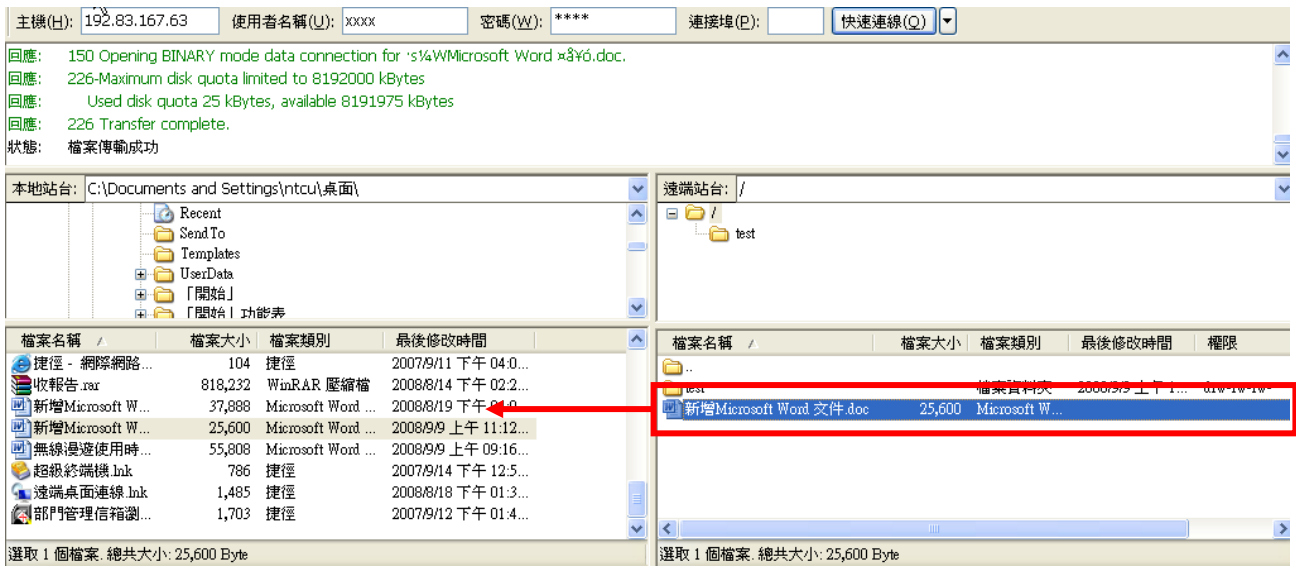 主機(H): 192.83.167.63 使用者名稱(U): xxxx 密碼(W): **** 連接埠(P): 快速連線(Q)
回應: 150 Opening BINARY mode data connection for ·s¼WMicrosoft Word ¤å¥ó.doc.
回應: 226-Maximum disk quota limited to 8192000 kBytes
回應: Used disk quota 25 kBytes, available 8191975 kBytes
回應: 226 Transfer complete.
狀態: 檔案傳輸成功
本地站台: C:\Documents and Settings\ntcu\桌面\
Recent
SendTo
Templates
UserData
「開始」
「開始」功能表
檔案名稱 / 檔案大小 檔案類別 最後修改時間
捷徑 - 網際網路... 104 捷徑 2007/9/11 下午 04:0...
收報告.rar 818,232 WinRAR 壓縮檔 2008/8/14 下午 02:2...
新增Microsoft W... 37,888 Microsoft Word ... 2008/8/19 下午
新增Microsoft W... 25,600 Microsoft Word ... 2008/9/9 上午 11:12...
無線漫遊使用時... 55,808 Microsoft Word ... 2008/9/9 上午 09:16...
超級終端機.lnk 786 捷徑 2007/9/14 下午 12:5...
遠端桌面連線.lnk 1,485 捷徑 2008/8/18 下午 01:3...
部門管理信箱瀏... 1,703 捷徑 2007/9/12 下午 01:4...
選取 1 個檔案. 總共大小: 25,600 Byte
遠端站台: /
/
test
檔案名稱 / 檔案大小 檔案類別 最後修改時間 權限
..
test 檔案資料夾 2008/9/9 上午 1... drw-rw-rw-
新增Microsoft Word 文件.doc 25,600 Microsoft W...
選取 1 個檔案. 總共大小: 25,600 Byte